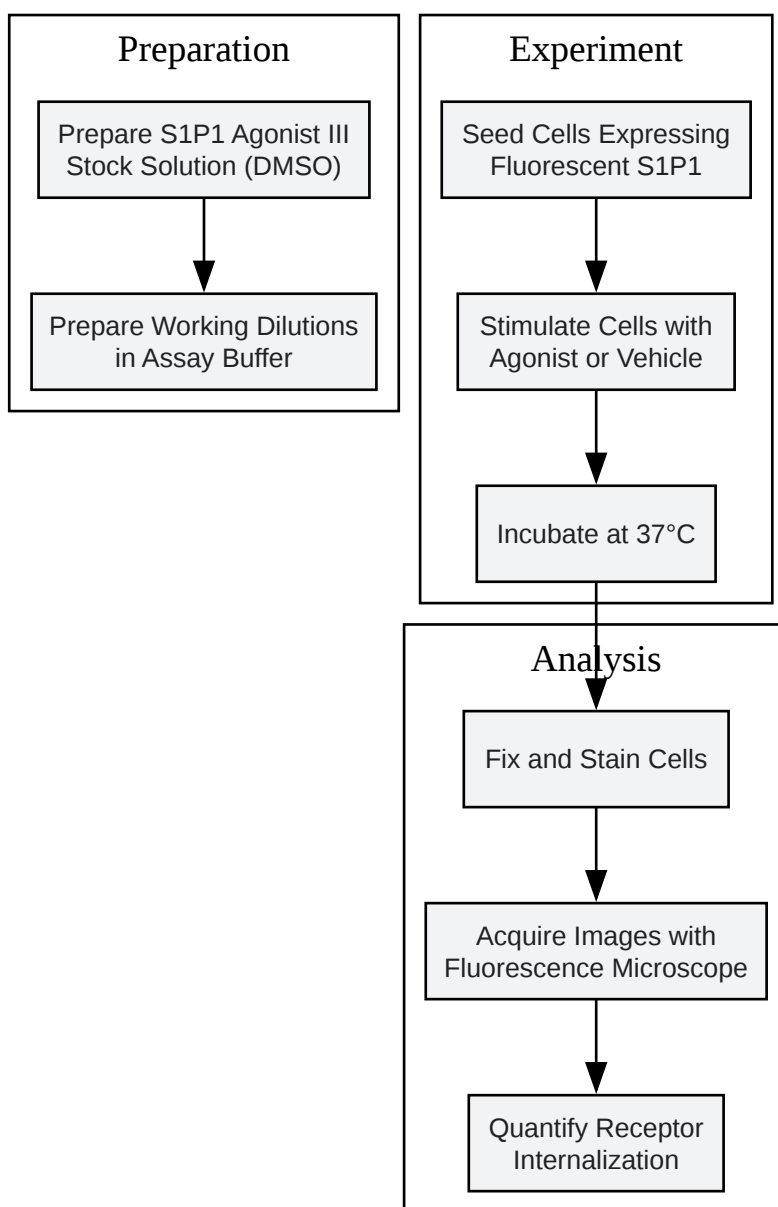 Preparation
Prepare S1P1 Agonist III
Stock Solution (DMSO)
Prepare Working Dilutions
in Assay Buffer
Experiment
Seed Cells Expressing
Fluorescent S1P1
Stimulate Cells with
Agonist or Vehicle
Incubate at 37°C
Analysis
Fix and Stain Cells
Acquire Images with
Fluorescence Microscope
Quantify Receptor
Internalization